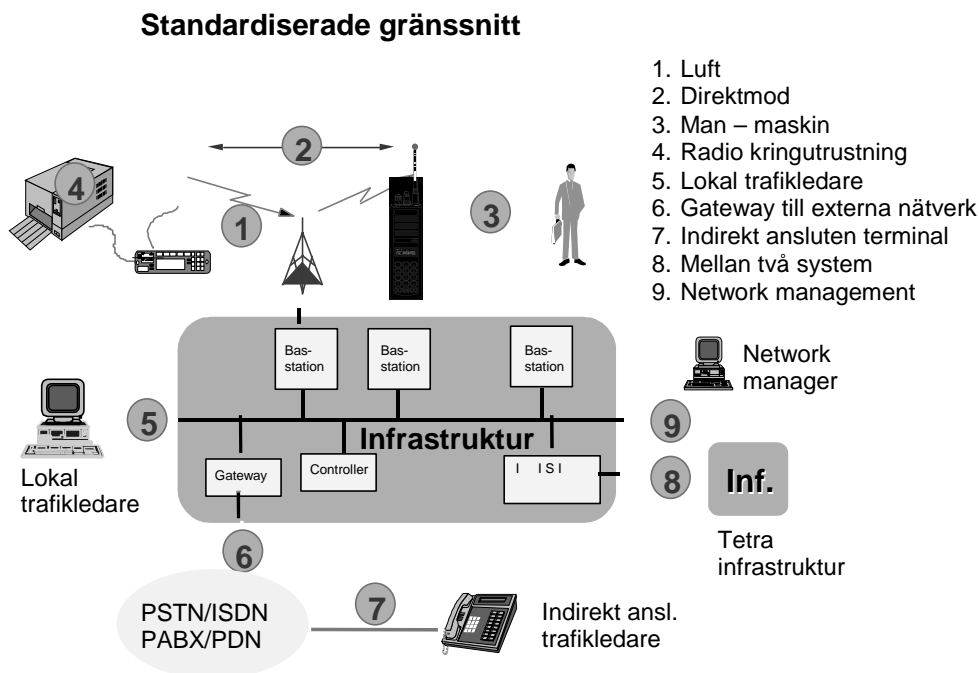 Standardiserade gränssnitt
1. Luft
2. Direktmod
3. Man – maskin
4. Radio kringutrustning
5. Lokal trafikledare
6. Gateway till externa nätverk
7. Indirekt ansluten terminal
8. Mellan två system
9. Network management
2
4
1
3
Bas-
station
Bas-
station
Bas-
station
Network
manager
5
9
Infrastruktur
Lokal
trafikledare
Gateway
Controller
I ISI
8
Inf.
Tetra
infrastruktur
6
PSTN/ISDN
PABX/PDN
7
Indirekt ansl.
trafikledare